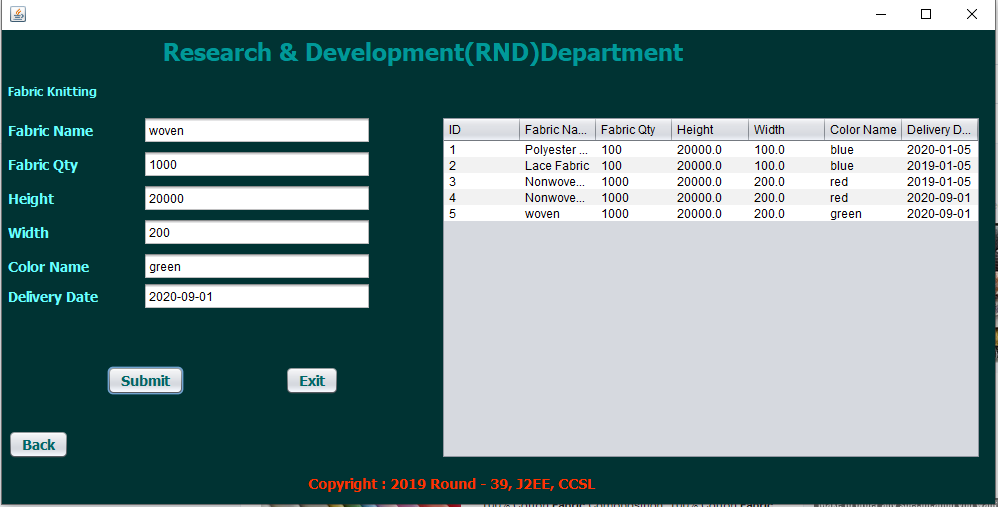 Research & Development(RND)Department
Fabric Knitting
Fabric Name woven
Fabric Qty 1000
Height 20000
Width 200
Color Name green
Delivery Date 2020-09-01
Submit Exit
Back
ID Fabric Na... Fabric Qty Height Width Color Name Delivery D...
1 Polyester ... 100 20000.0 100.0 blue 2020-01-05
2 Lace Fabric 100 20000.0 100.0 blue 2019-01-05
3 Nonwove... 1000 20000.0 200.0 red 2019-01-05
4 Nonwove... 1000 20000.0 200.0 red 2020-09-01
5 woven 1000 20000.0 200.0 green 2020-09-01
Copyright : 2019 Round - 39, J2EE, CCSL